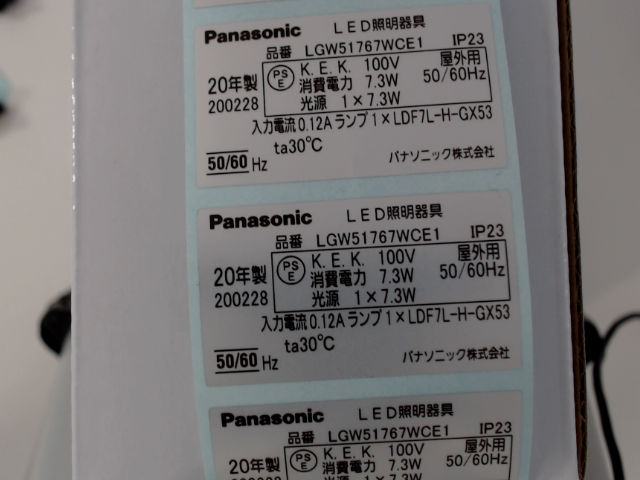 Panasonic LED照明器具
品番 LGW51767WCE1 IP23
20年製 PSE K.E.K. 100V 屋外用
200228 消費電力 7.3W 50/60Hz
光源 1×7.3W
入力電流0.12Aランプ1×LDF7L-H-GX53
ta30℃
50/60 Hz パナソニック株式会社
Panasonic LED照明器具
品番 LGW51767WCE1 IP23
20年製 PSE K.E.K. 100V 屋外用
200228 消費電力 7.3W 50/60Hz
光源 1×7.3W
入力電流0.12Aランプ1×LDF7L-H-GX53
ta30℃
50/60 Hz パナソニック株式会社
Panasonic LED照明器具
品番 LGW51767WCE1 IP23
20年製 PSE K.E.K. 100V 屋外用
200228 消費電力 7.3W 50/60Hz